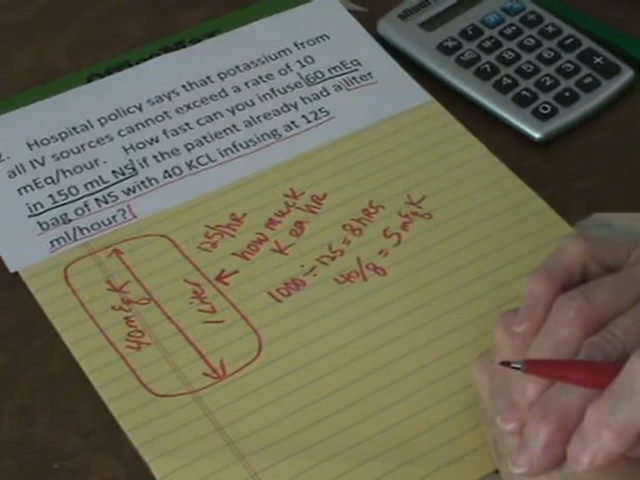 2. Hospital policy says that potassium from
all IV sources cannot exceed a rate of 10
mEq/hour. How fast can you infuse 60 mEq
in 150 mL NS if the patient already had a liter
bag of NS with 40 KCL infusing at 125
ml/hour?
40 mEq K
1 Liter
125/hr
how much
K ea hr
1000 ÷ 125 = 8 hrs
40/8 = 5 mEq K